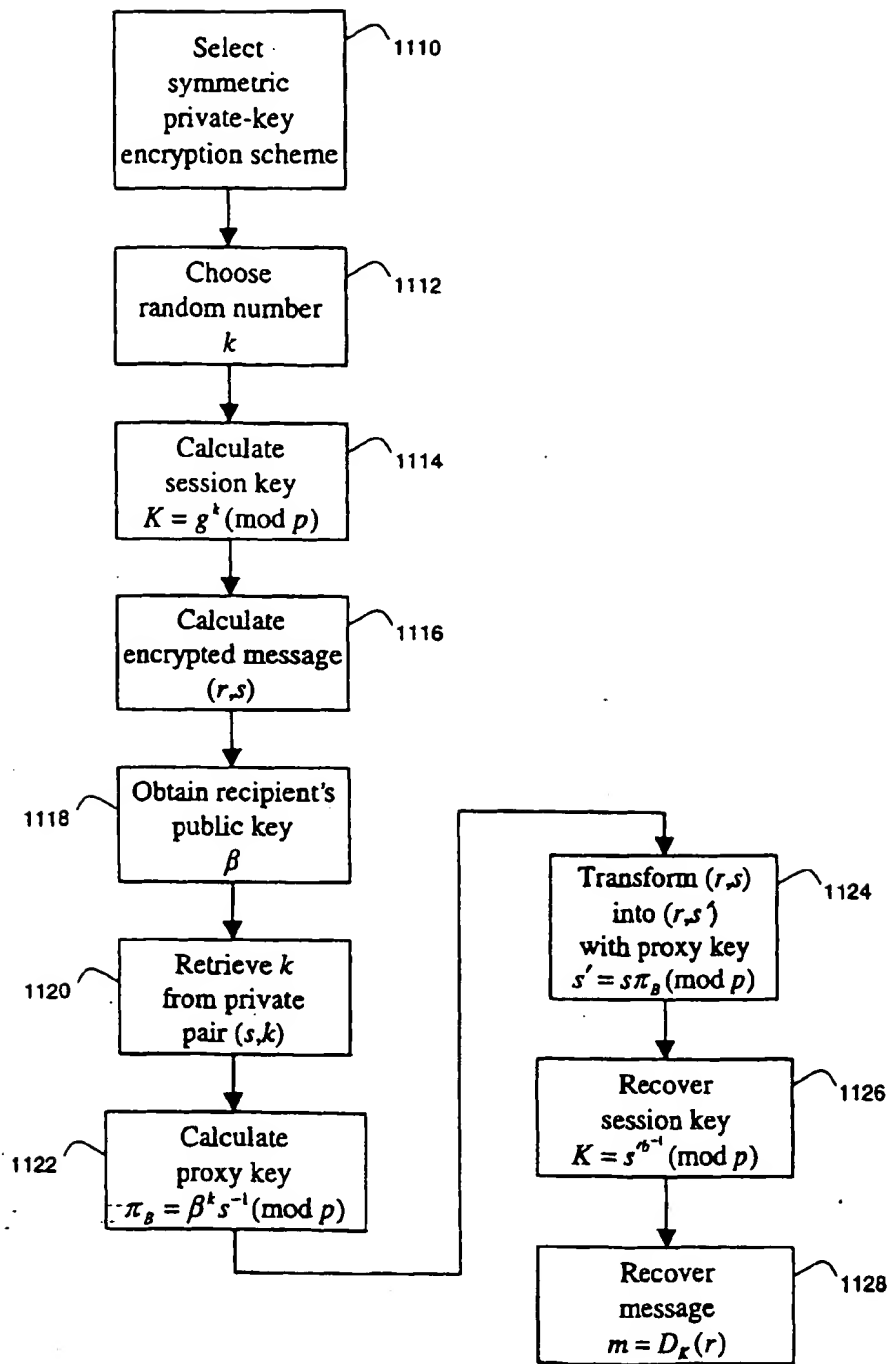 Select
symmetric
private-key
encryption scheme
1110
Choose
random number
k
1112
Calculate
session key
K = g^k (mod p)
1114
Calculate
encrypted message
(r,s)
1116
Obtain recipient's
public key
β
1118
Retrieve k
from private
pair (s,k)
1120
Calculate
proxy key
π_B = β^k s^-1 (mod p)
1122
Transform (r,s)
into (r,s')
with proxy key
s' = sπ_B (mod p)
1124
Recover
session key
K = s'^b^-1 (mod p)
1126
Recover
message
m = D_K(r)
1128